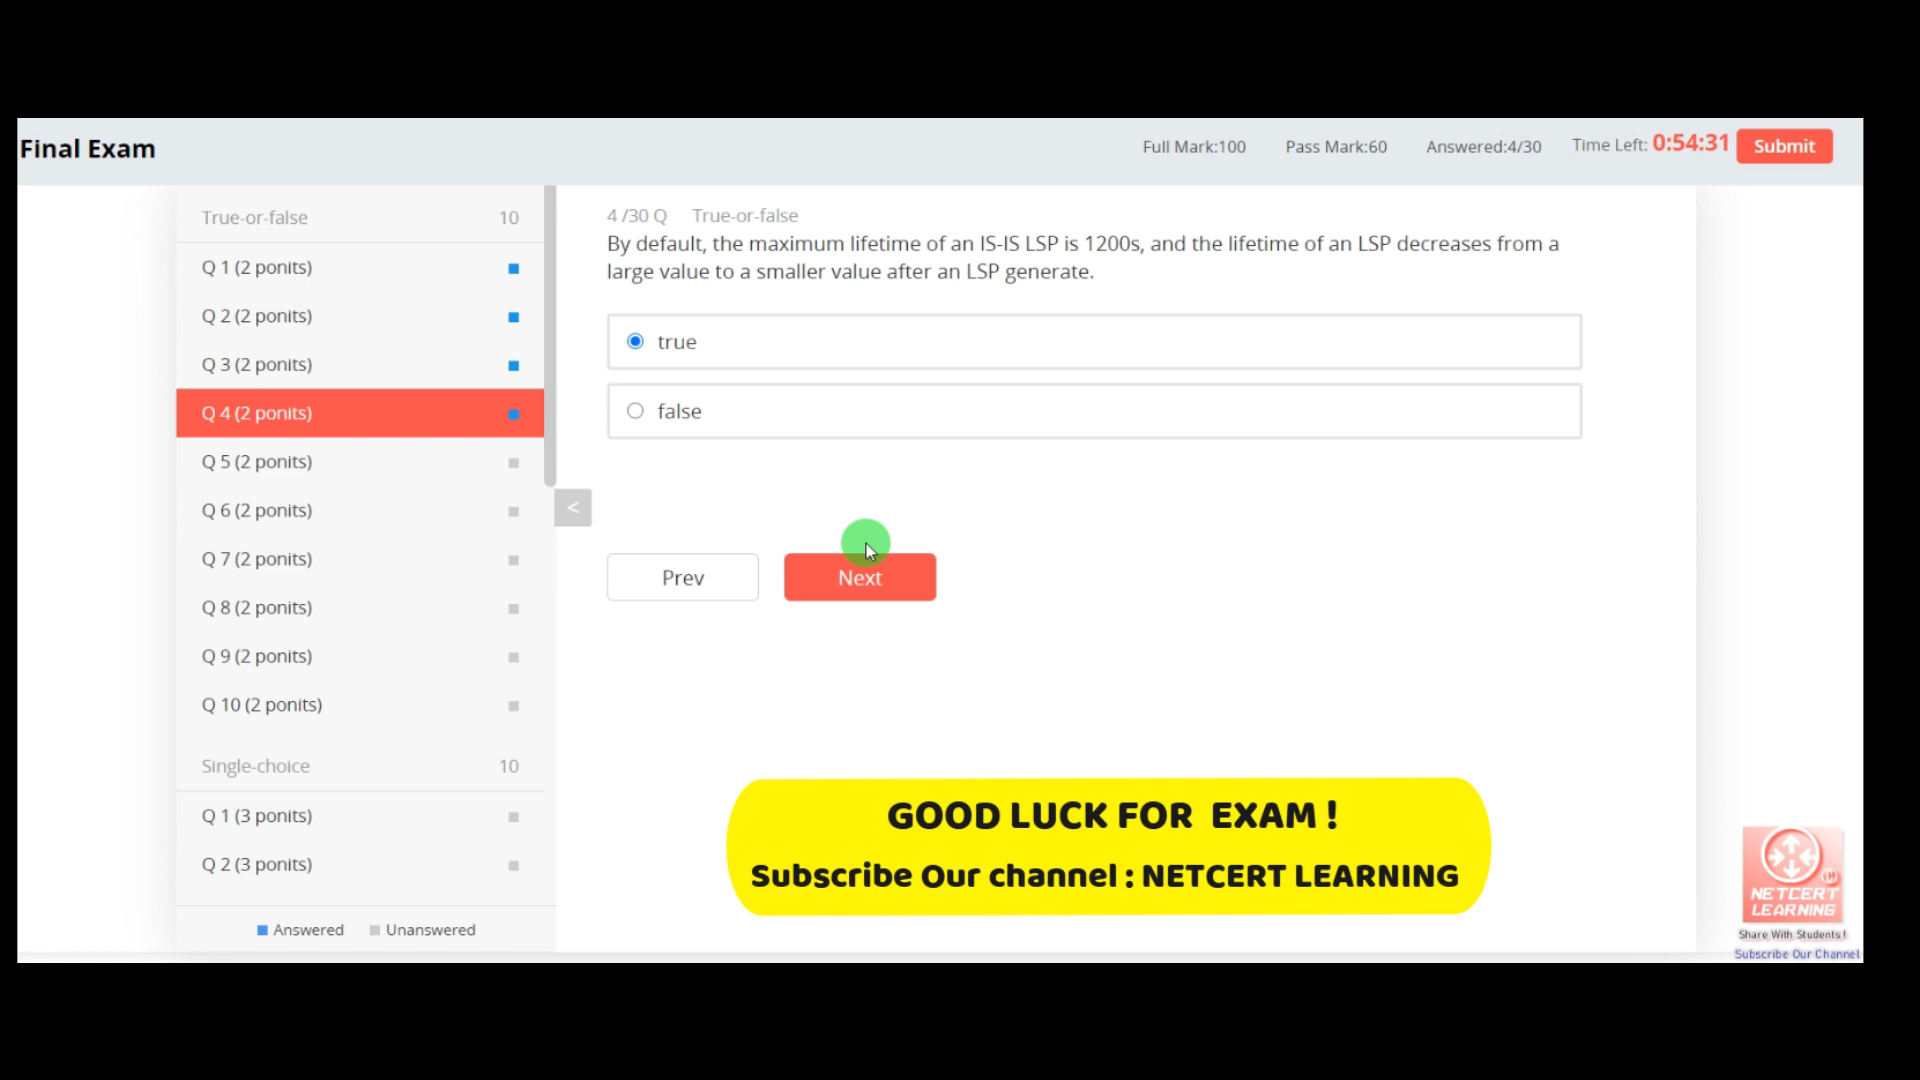 Final Exam
Full Mark:100 Pass Mark:60 Answered:4/30 Time Left: 0:54:31 Submit
True-or-false 10
Q 1 (2 ponits)
Q 2 (2 ponits)
Q 3 (2 ponits)
Q 4 (2 ponits)
Q 5 (2 ponits)
Q 6 (2 ponits)
Q 7 (2 ponits)
Q 8 (2 ponits)
Q 9 (2 ponits)
Q 10 (2 ponits)
Single-choice 10
Q 1 (3 ponits)
Q 2 (3 ponits)
Answered Unanswered
<
4 /30 Q True-or-false
By default, the maximum lifetime of an IS-IS LSP is 1200s, and the lifetime of an LSP decreases from a
large value to a smaller value after an LSP generate.
true
false
Prev Next
GOOD LUCK FOR EXAM !
Subscribe Our channel : NETCERT LEARNING
NETCERT
LEARNING
Share With Students !
Subscribe Our Channel